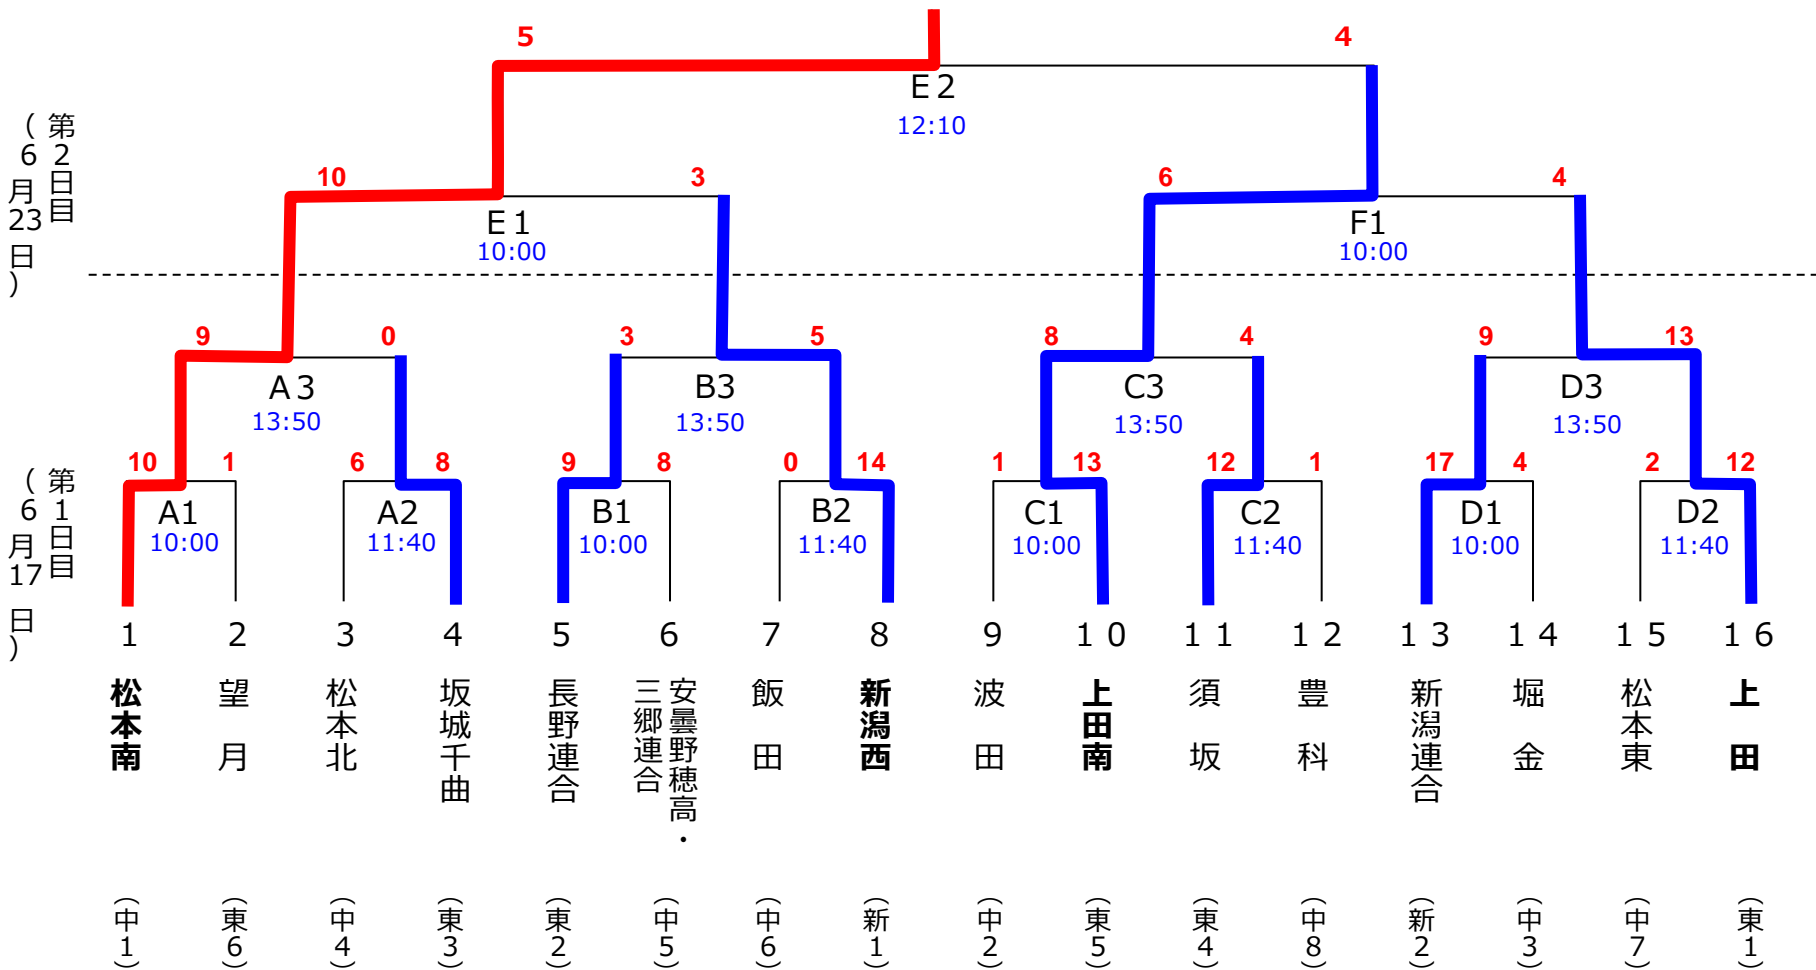 5
4
E2
12:10
第2日目
(6月23日)
10
3
6
4
E1
10:00
F1
10:00
9
0
3
5
8
4
9
13
A3
13:50
B3
13:50
C3
13:50
D3
13:50
第1日目
(6月17日)
10
1
6
8
9
8
0
14
1
13
12
1
17
4
2
12
A1
10:00
A2
11:40
B1
10:00
B2
11:40
C1
10:00
C2
11:40
D1
10:00
D2
11:40
1
2
3
4
5
6
7
8
9
10
11
12
13
14
15
16
松本南
望月
松本北
坂城千曲
長野連合
安曇野穂高・
三郷連合
飯田
新潟西
波田
上田南
須坂
豊科
新潟連合
堀金
松本東
上田
(中1)
(東6)
(中4)
(東3)
(東2)
(中5)
(中6)
(新1)
(中2)
(東5)
(東4)
(中8)
(新2)
(中3)
(中7)
(東1)